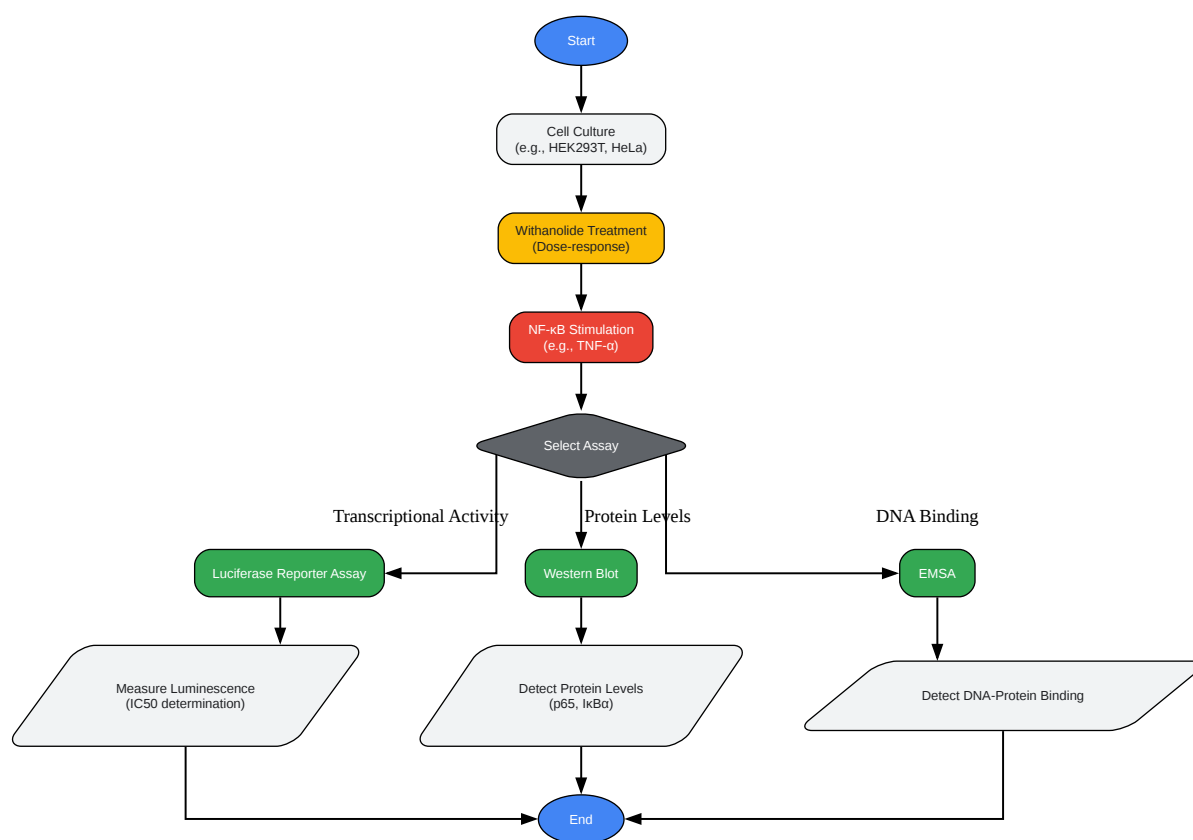 Start
Cell Culture
(e.g., HEK293T, HeLa)
Withanolide Treatment
(Dose-response)
NF-κB Stimulation
(e.g., TNF-α)
Select Assay
Transcriptional Activity
Protein Levels
DNA Binding
Luciferase Reporter Assay
Western Blot
EMSA
Measure Luminescence
(IC50 determination)
Detect Protein Levels
(p65, IκBα)
Detect DNA-Protein Binding
End